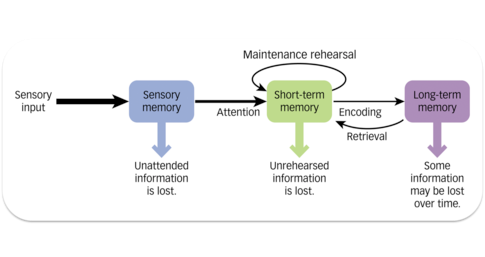 Maintenance rehearsal
Sensory
input
Sensory
memory
Attention
Short-term
memory
Encoding
Retrieval
Long-term
memory
Unattended
information
is lost.
Unrehearsed
information
is lost.
Some
information
may be lost
over time.